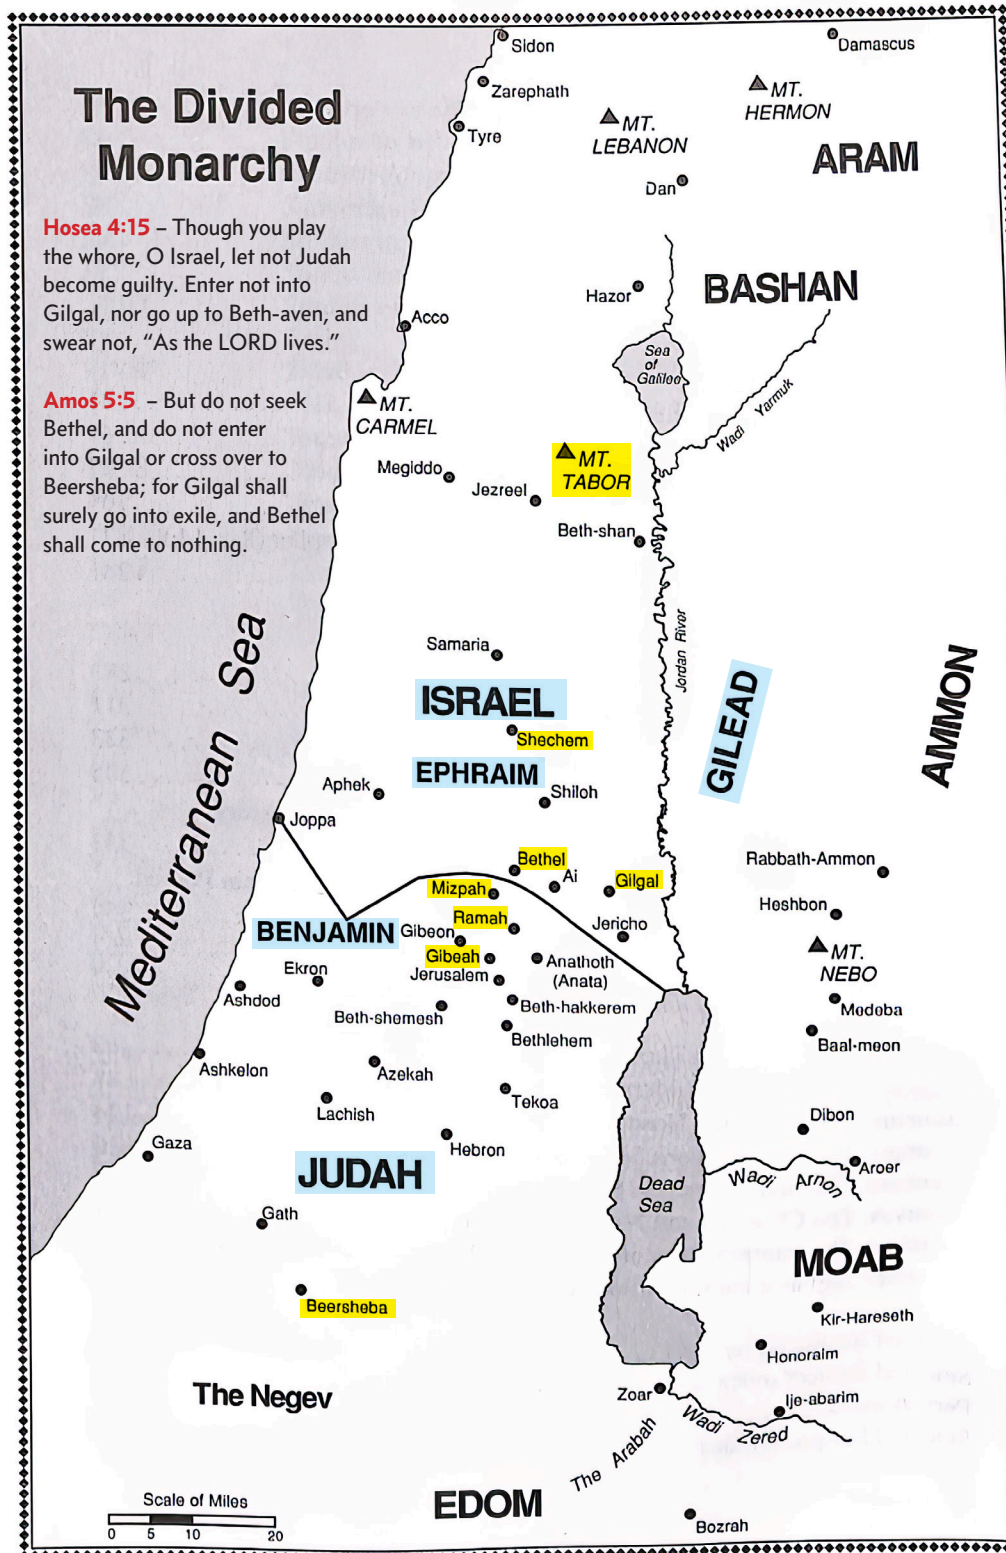 The Divided
Monarchy
Hosea 4:15 – Though you play
the whore, O Israel, let not Judah
become guilty. Enter not into
Gilgal, nor go up to Beth-aven, and
swear not, “As the LORD lives.”
Amos 5:5 – But do not seek
Bethel, and do not enter
into Gilgal or cross over to
Beersheba; for Gilgal shall
surely go into exile, and Bethel
shall come to nothing.
Sidon
Damascus
Zarephath
MT.
HERMON
MT.
LEBANON
Tyre
ARAM
Dan
BASHAN
Hazor
Acco
Sea
of
Galilee
MT.
CARMEL
Wadi Yarmuk
Megiddo
MT.
TABOR
Jezreel
Beth-shan
Mediterranean Sea
Jordan River
Samaria
ISRAEL
GILEAD
AMMON
Shechem
EPHRAIM
Aphek
Shiloh
Joppa
Bethel
Ai
Gilgal
Rabbath-Ammon
Mizpah
Heshbon
Ramah
Jericho
BENJAMIN
Gibeon
MT.
NEBO
Gibeah
Anathoth
(Anata)
Jerusalem
Ekron
Ashdod
Beth-shemesh
Beth-hakkerem
Medeba
Bethlehem
Baal-meon
Ashkelon
Azekah
Tekoa
Lachish
Dibon
Gaza
Hebron
Aroer
JUDAH
Dead
Sea
Wadi Arnon
Gath
MOAB
Beersheba
Kir-Hareseth
Honoraim
The Negev
Zoar
Ije-abarim
Wadi Zered
The Arabah
EDOM
Bozrah
Scale of Miles
0 5 10 20